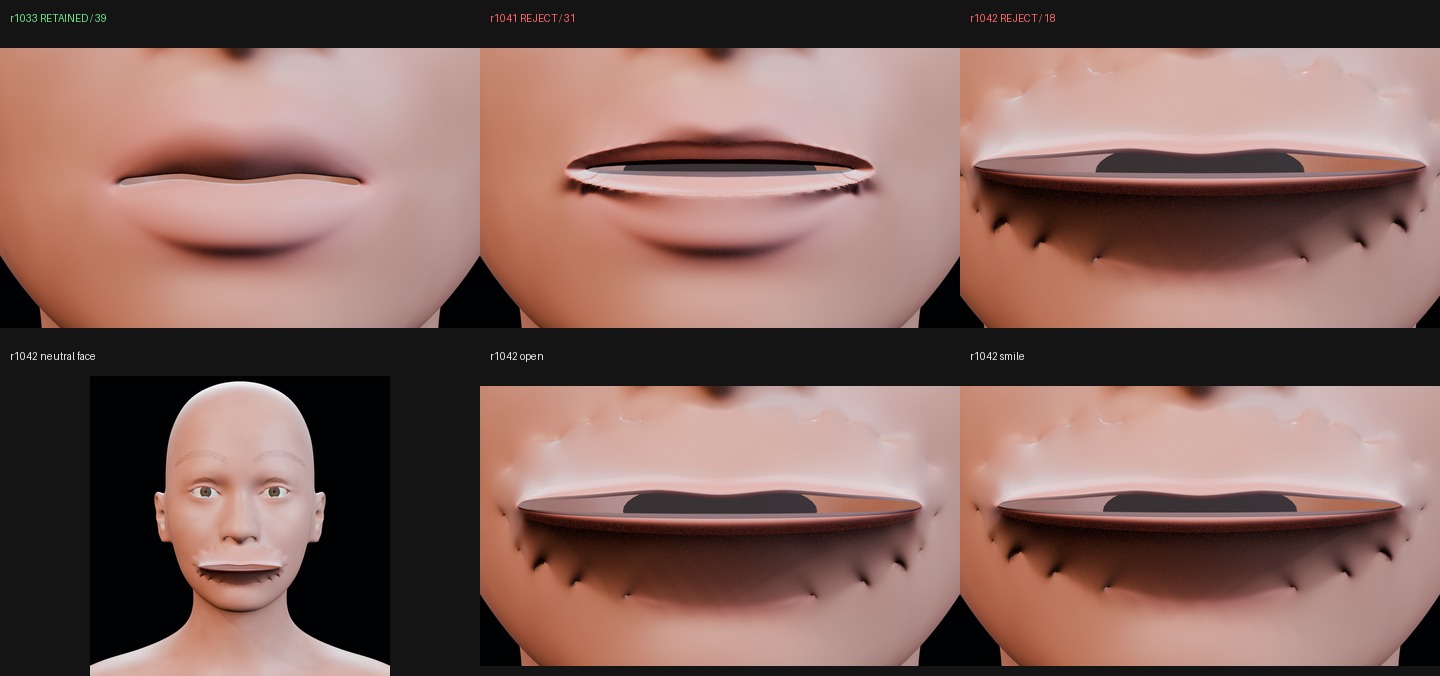 r1033 RETAINED / 39
r1041 REJECT / 31
r1042 REJECT / 18
r1042 neutral face
r1042 open
r1042 smile